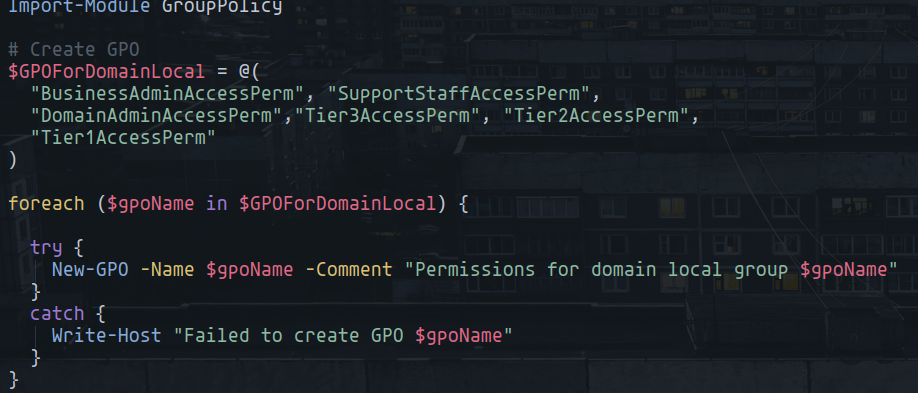 Import-Module GroupPolicy
# Create GPO
$GPOForDomainLocal = @(
"BusinessAdminAccessPerm", "SupportStaffAccessPerm",
"DomainAdminAccessPerm","Tier3AccessPerm", "Tier2AccessPerm",
"Tier1AccessPerm"
)
foreach ($gpoName in $GPOForDomainLocal) {
try {
New-GPO -Name $gpoName -Comment "Permissions for domain local group $gpoName"
}
catch {
Write-Host "Failed to create GPO $gpoName"
}
}